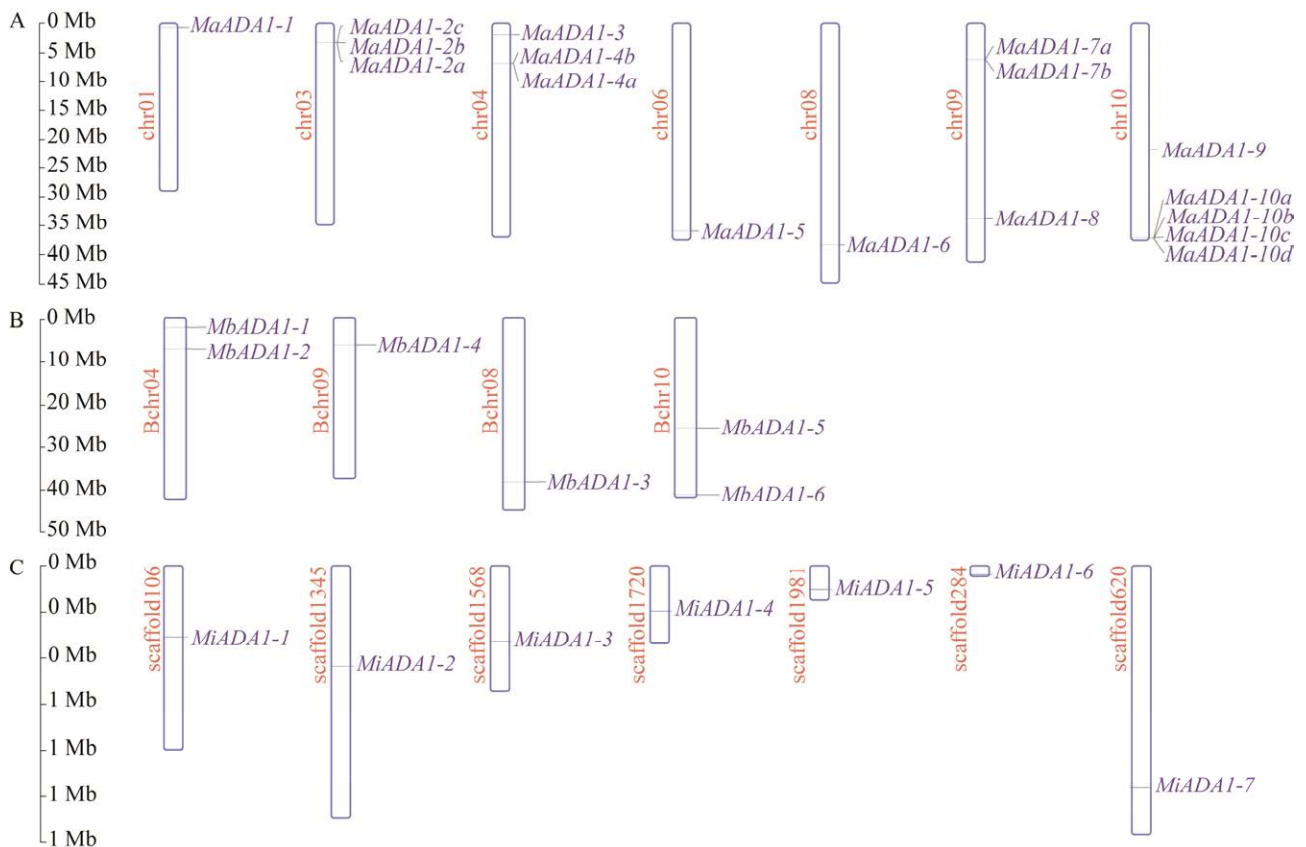 A
0 Mb
5 Mb
10 Mb
15 Mb
20 Mb
25 Mb
30 Mb
35 Mb
40 Mb
45 Mb
chr01
MaADA1-1
chr03
MaADA1-2c
MaADA1-2b
MaADA1-2a
chr04
MaADA1-3
MaADA1-4b
MaADA1-4a
chr06
MaADA1-5
chr08
MaADA1-6
chr09
MaADA1-7a
MaADA1-7b
MaADA1-8
chr10
MaADA1-9
MaADA1-10a
MaADA1-10b
MaADA1-10c
MaADA1-10d
B
0 Mb
10 Mb
20 Mb
30 Mb
40 Mb
50 Mb
Bchr04
MbADA1-1
MbADA1-2
Bchr09
MbADA1-4
Bchr08
MbADA1-3
Bchr10
MbADA1-5
MbADA1-6
C
0 Mb
0 Mb
0 Mb
1 Mb
1 Mb
1 Mb
1 Mb
scaffold106
MiADA1-1
scaffold1345
MiADA1-2
scaffold1568
MiADA1-3
scaffold1720
MiADA1-4
scaffold1981
MiADA1-5
scaffold284
MiADA1-6
scaffold620
MiADA1-7